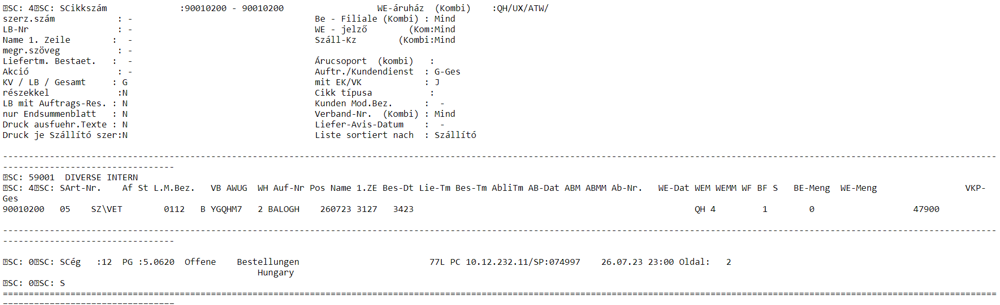 SC: 4SC: SCikkszám :90010200 - 90010200 WE-áruház (Kombi) :QH/UX/ATW/
szerz.szám : - Be - Filiale (Kombi) : Mind
LB-Nr : - WE - jelző (Kom:Mind
Name 1. Zeile : - Száll-Kz (Kombi:Mind
megr.szöveg : -
Liefertm. Bestaet. : - Árucsoport (kombi) :
Akció : - Auftr./Kundendienst : G-Ges
KV / LB / Gesamt : G mit EK/VK : J
részekkel :N Cikk típusa :
LB mit Auftrags-Res. : N Kunden Mod.Bez. : -
nur Endsummenblatt : N Verband-Nr. (Kombi) : Mind
Druck ausfuehr.Texte : N Liefer-Avis-Datum : -
Druck je Szállító szer:N Liste sortiert nach : Szállító
SC: 59001 DIVERSE INTERN
SC: 4SC: SArt-Nr. Af St L.M.Bez. VB AWUG WH Auf-Nr Pos Name 1.ZE Bes-Dt Lie-Tm Bes-Tm AbliTm AB-Dat ABM ABMM Ab-Nr. WE-Dat WEM WEMM WF BF S BE-Meng WE-Meng VKP-
Ges
90010200 05 SZ\VET 0112 B YGQHM7 2 BALOGH 260723 3127 3423 QH 4 1 0 47900
SC: 0SC: SCég :12 PG :5.0620 Offene Bestellungen 77L PC 10.12.232.11/SP:074997 26.07.23 23:00 Oldal: 2
Hungary
SC: 0SC: S